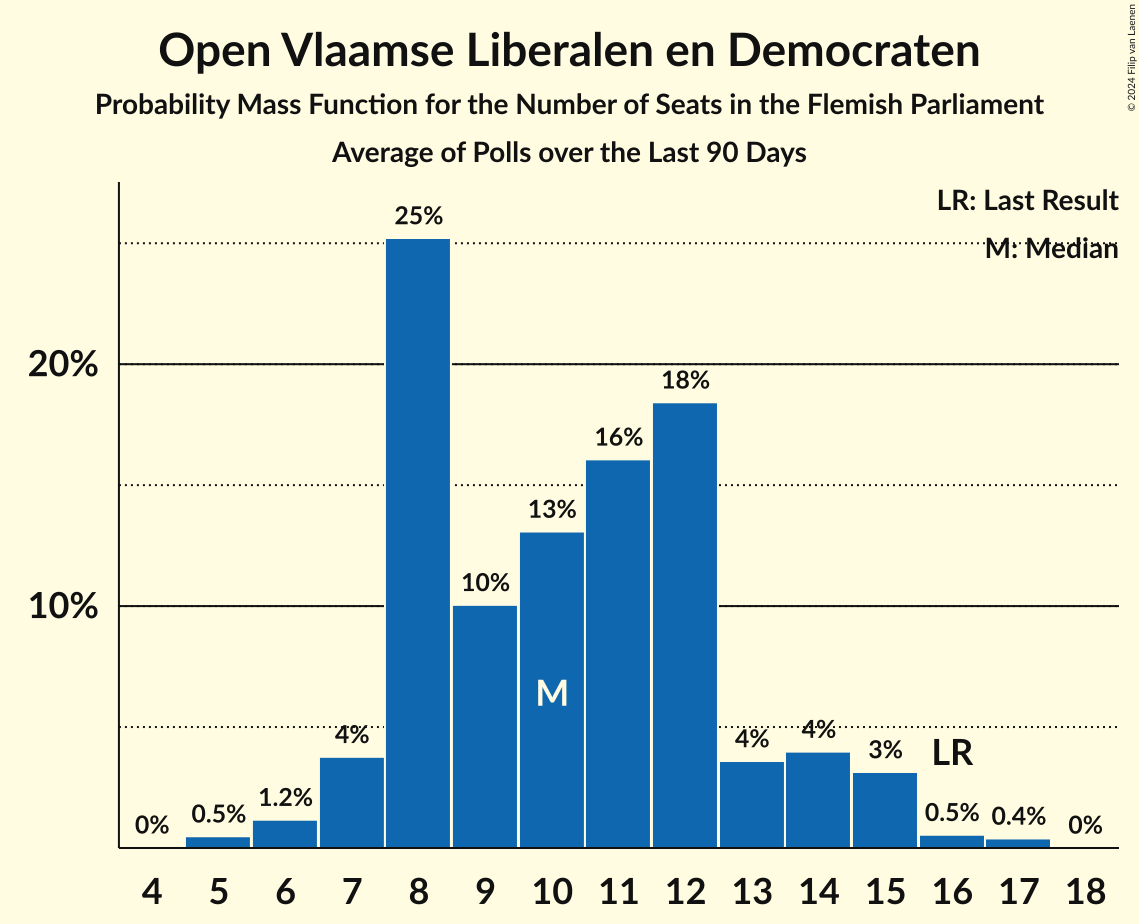 Open Vlaamse Liberalen en Democraten
Probability Mass Function for the Number of Seats in the Flemish Parliament
Average of Polls over the Last 90 Days
© 2024 Filip van Laenen
LR: Last Result
M: Median
20%
10%
0%
0.5%
1.2%
4%
25%
10%
13%
16%
18%
4%
4%
3%
0.5%
0.4%
0%
M
LR
4 5 6 7 8 9 10 11 12 13 14 15 16 17 18